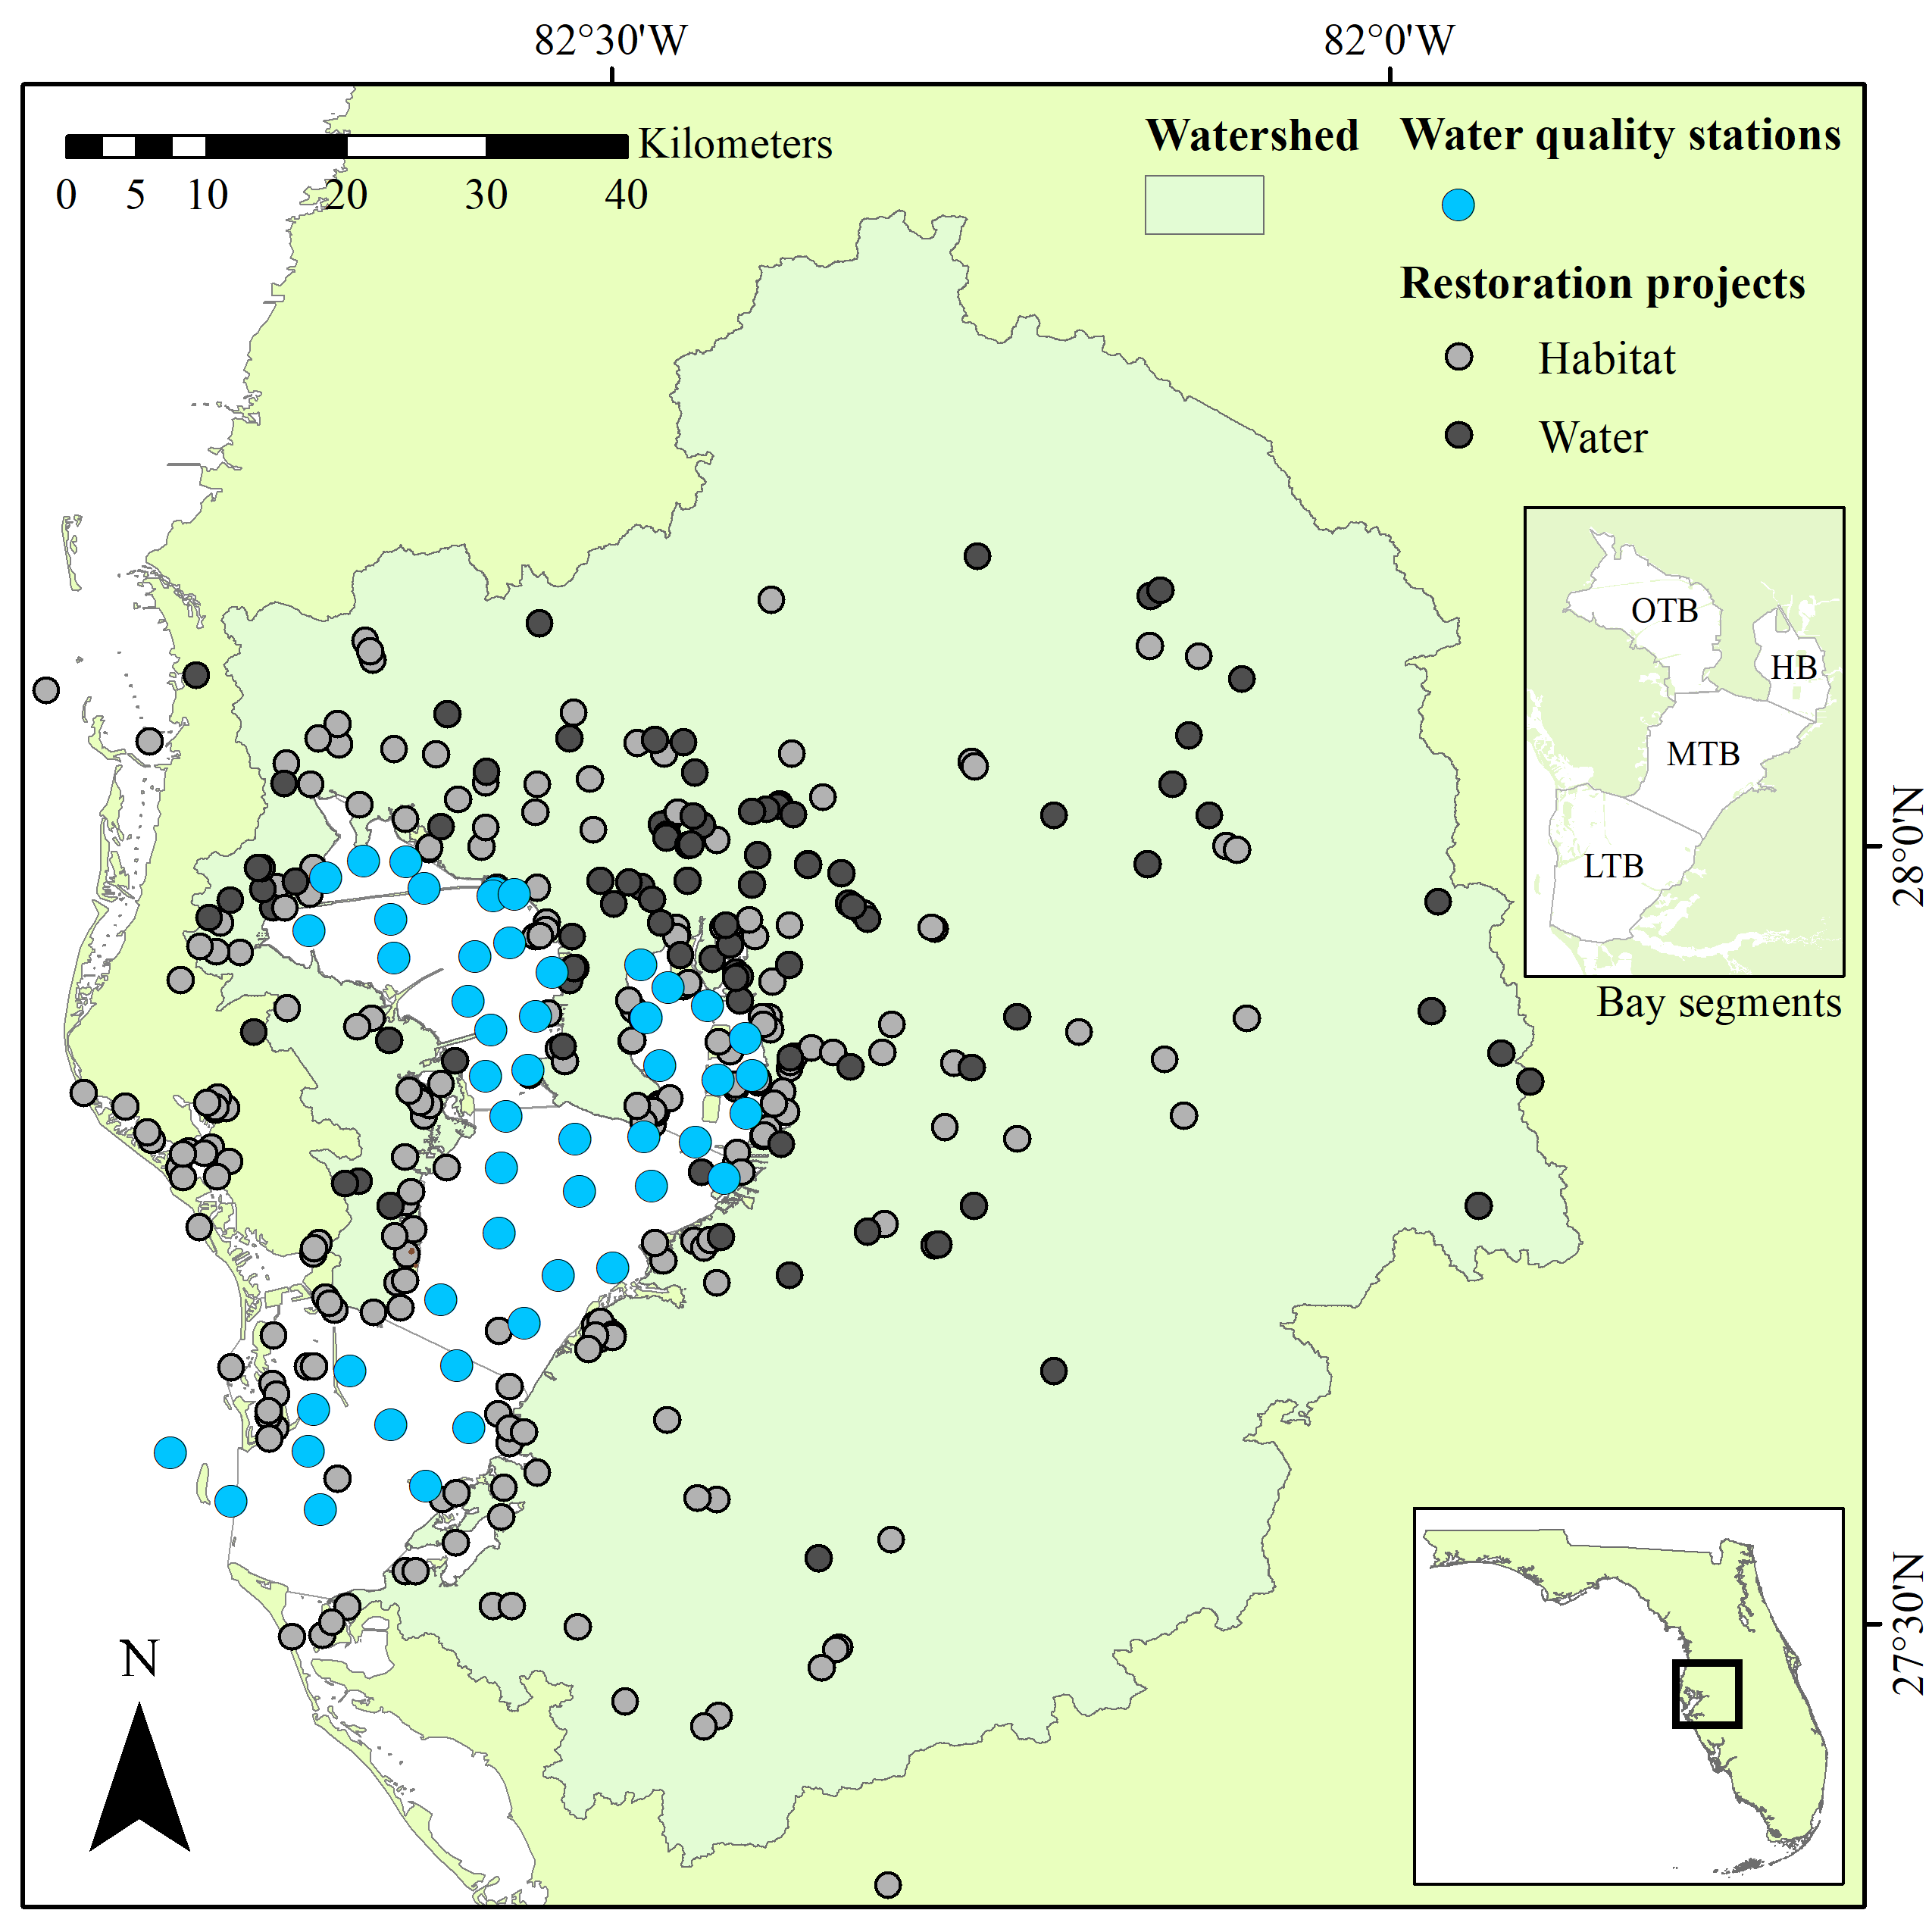 82°30'W
82°0'W
Kilometers
0 5 10 20 30 40
Watershed
Water quality stations
Restoration projects
Habitat
Water
OTB
HB
MTB
LTB
Bay segments
28°0'N
27°30'N
N